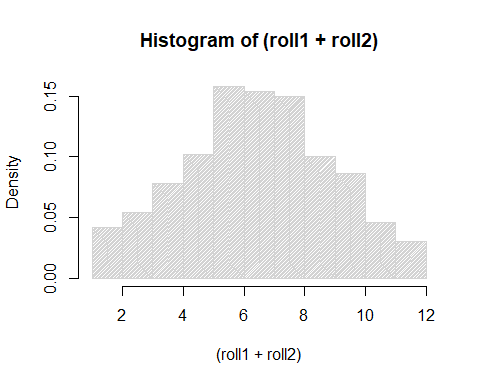 Histogram of (roll1 + roll2)
Density
0.15
0.10
0.05
0.00
2 4 6 8 10 12
(roll1 + roll2)